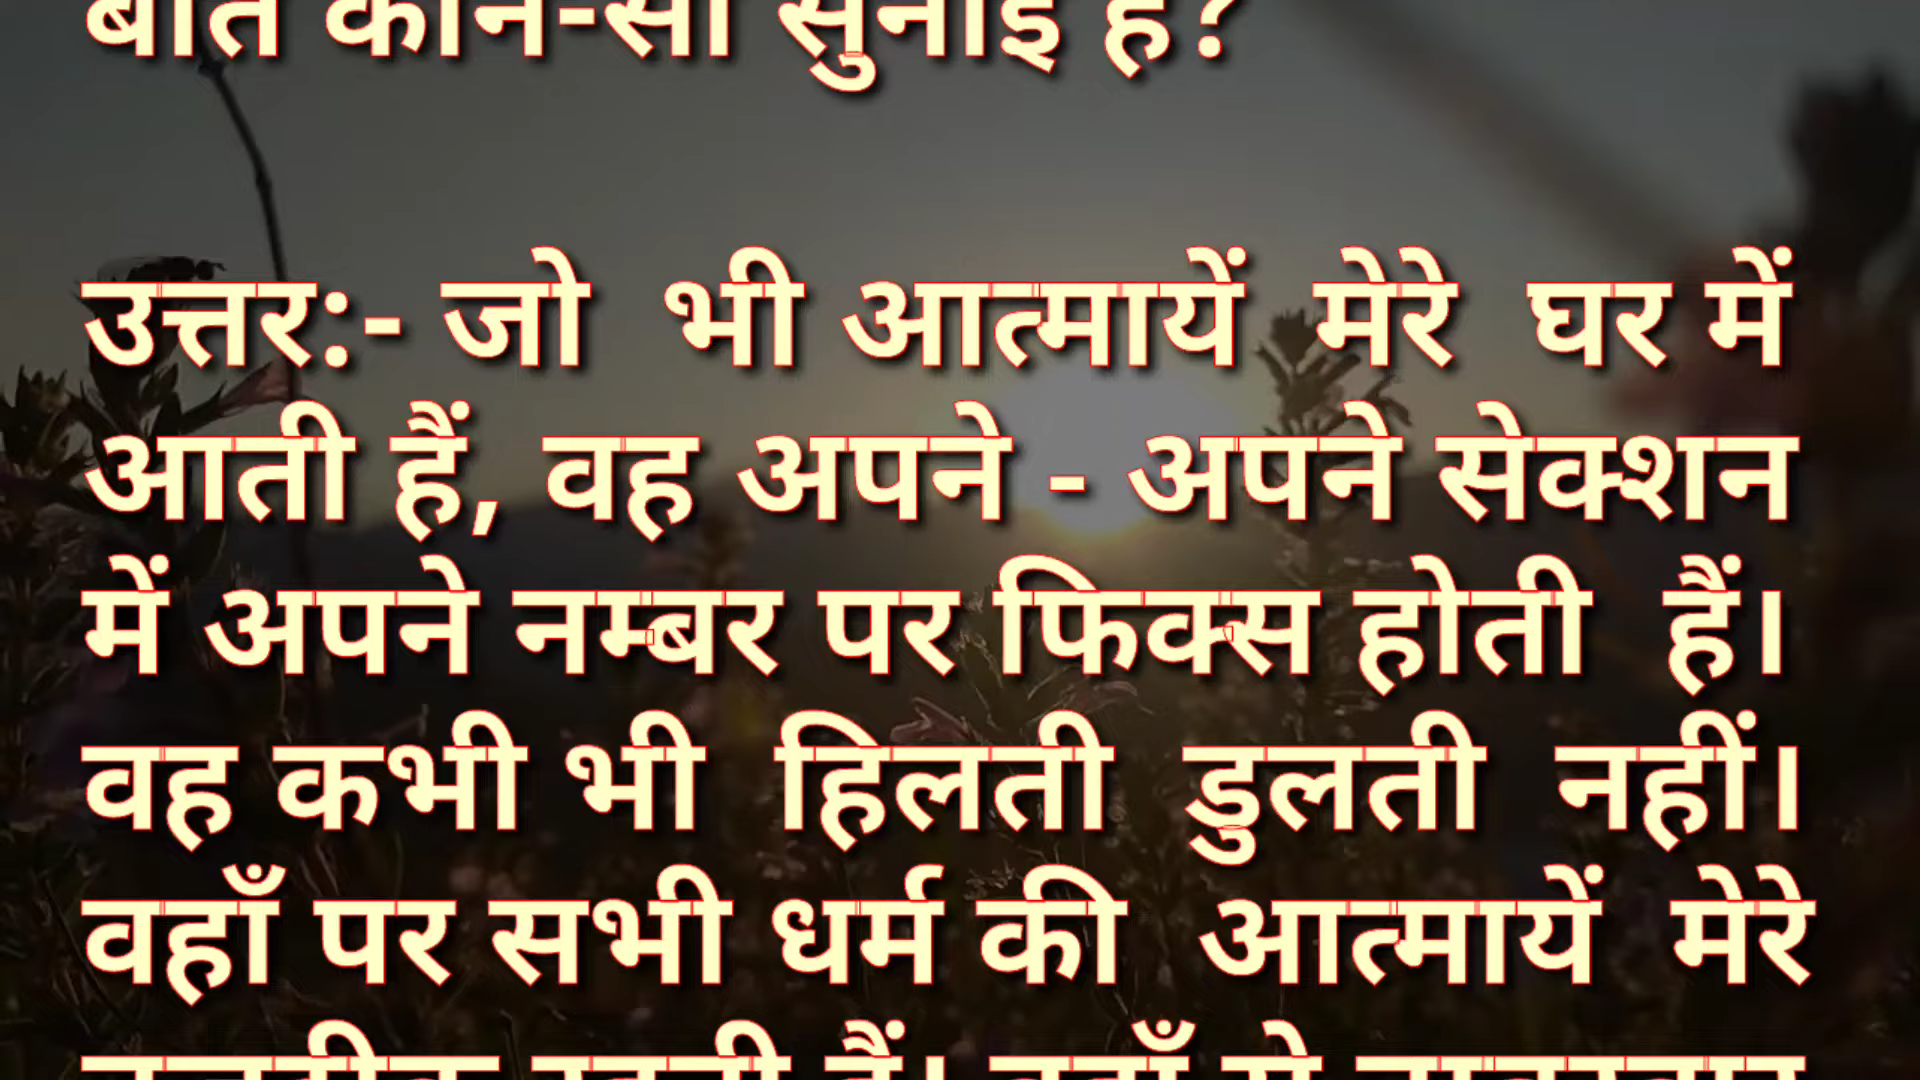 बात कौन-सी सुनाई है?
उत्तर:- जो भी आत्मायें मेरे घर में
आती हैं, वह अपने - अपने सेक्शन
में अपने नम्बर पर फिक्स होती हैं।
वह कभी भी हिलती डुलती नहीं।
वहाँ पर सभी धर्म की आत्मायें मेरे